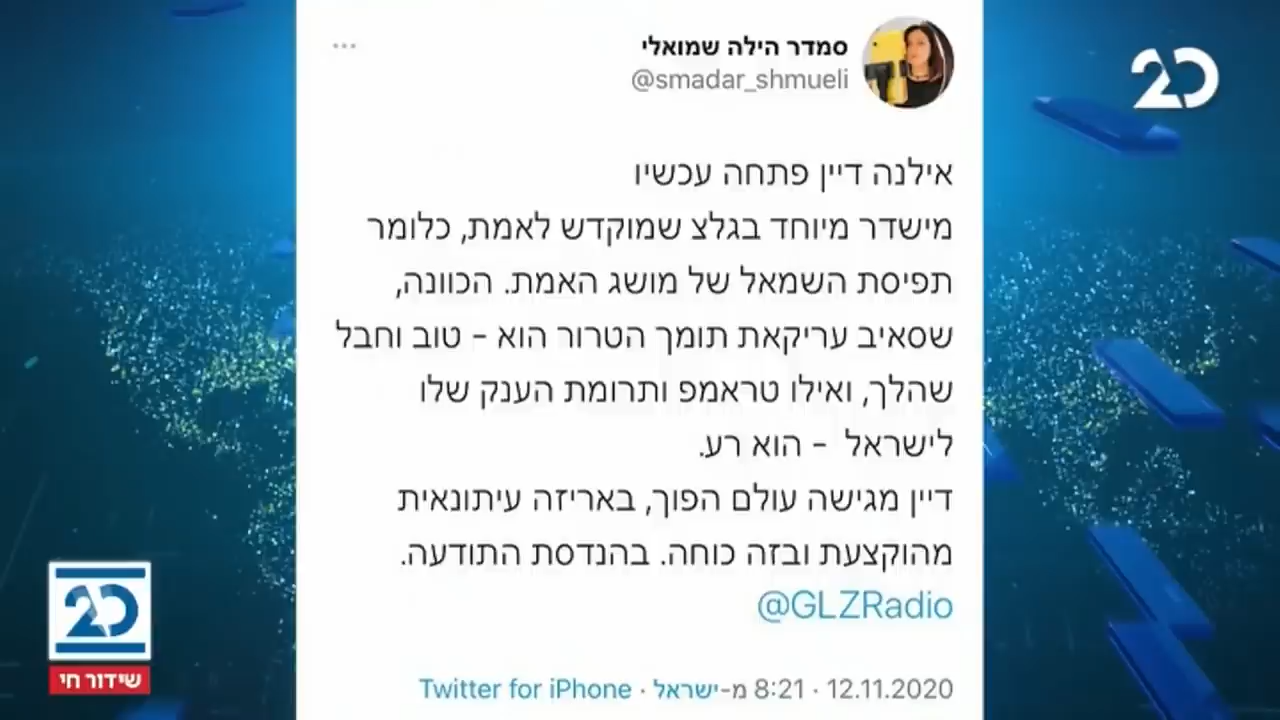 סמדר הילה שמואלי
@smadar_shmueli
20
אילנה דיין פתחה עכשיו
מישדר מיוחד בגלצ שמוקדש לאמת, כלומר
תפיסת השמאל של מושג האמת. הכוונה,
שסאיב עריקאת תומך הטרור הוא - טוב וחבל
שהלך, ואילו טראמפ ותרומת הענק שלו
לישראל - הוא רע.
דיין מגישה עולם הפוך, באריזה עיתונאית
מהוקצעת ובזה כוחה. בהנדסת התודעה.
@GLZRadio
12.11.2020 · 8:21 מ-ישראל · Twitter for iPhone
20
שידור חי